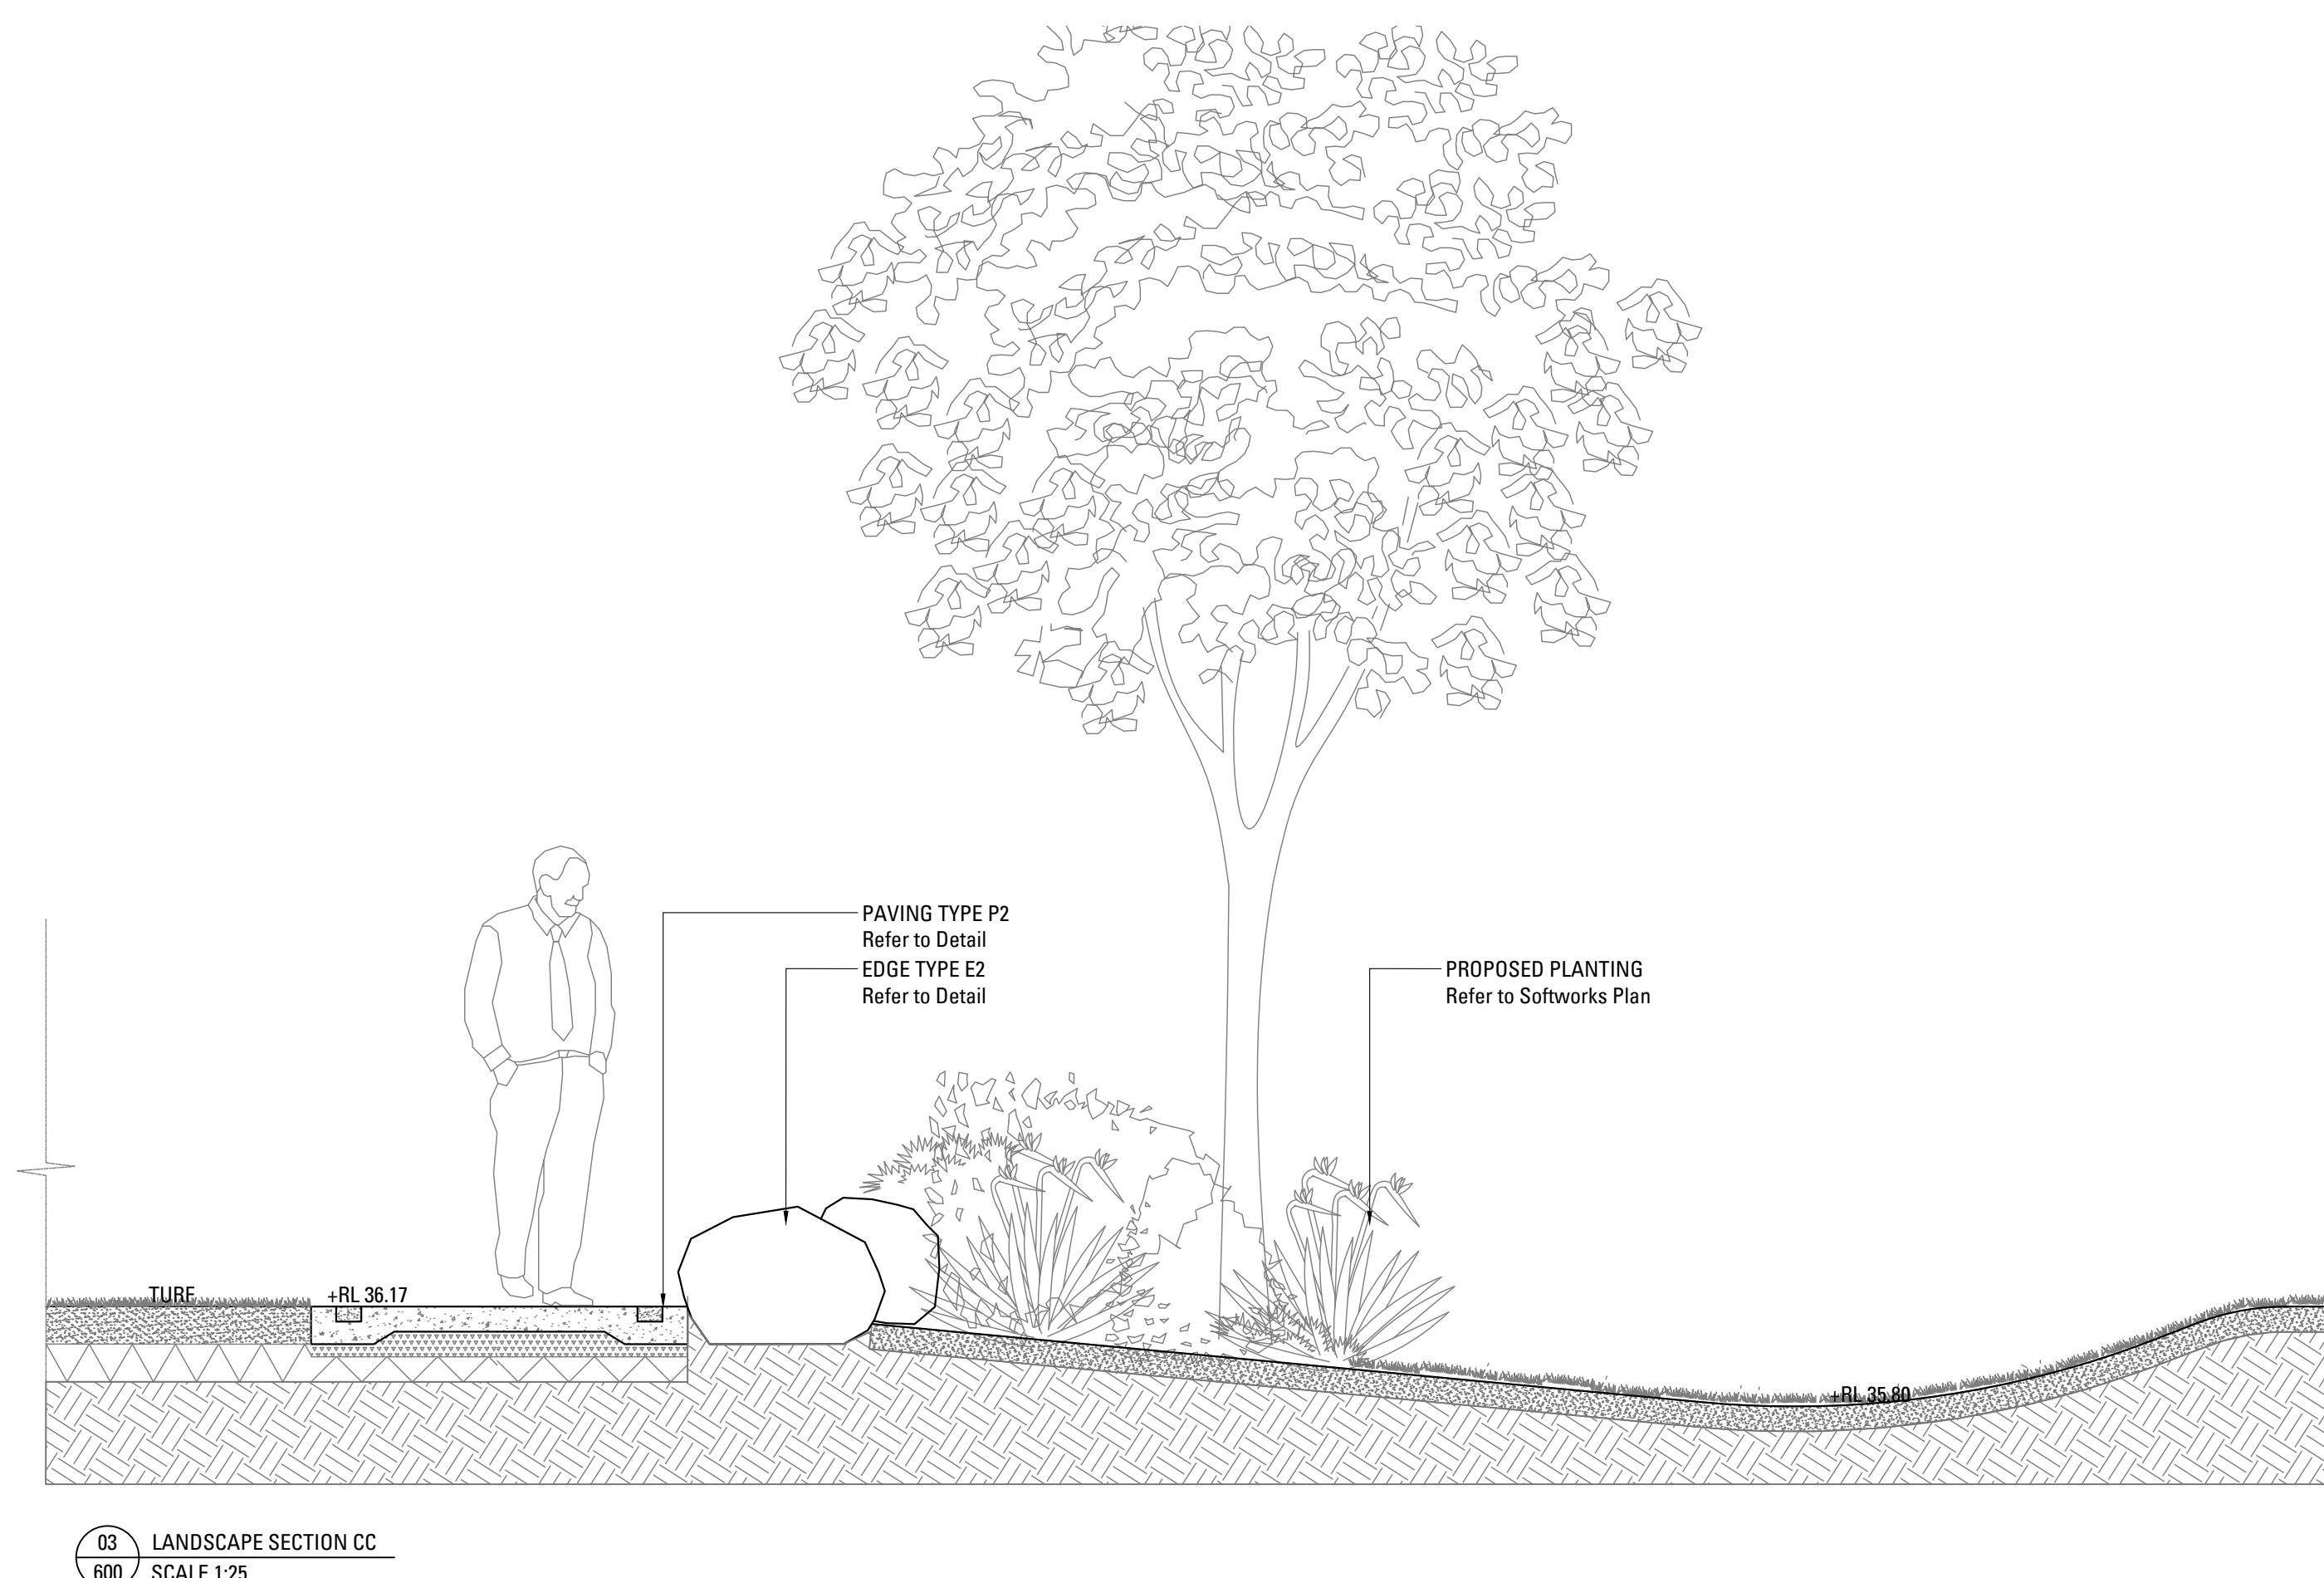 PAVING TYPE P2
Refer to Detail
EDGE TYPE E2
Refer to Detail
PROPOSED PLANTING
Refer to Softworks Plan
TURF
+RL 36.17
+RL 35.80
03
LANDSCAPE SECTION CC
600
SCALE 1:25